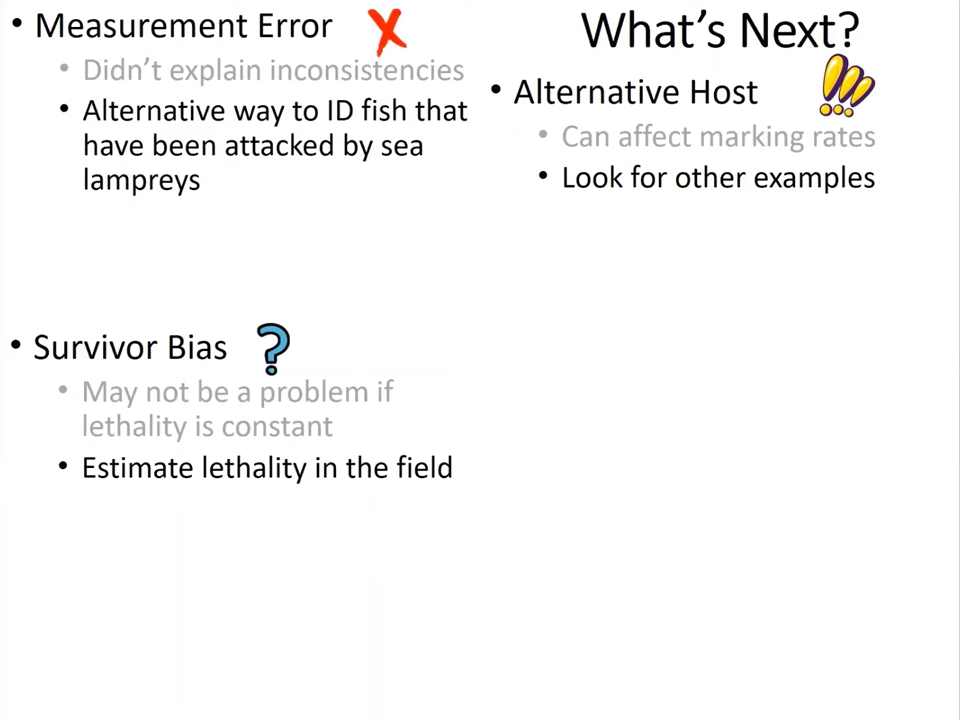 • Measurement Error
• Didn't explain inconsistencies
• Alternative way to ID fish that
have been attacked by sea
lampreys
• Survivor Bias
• May not be a problem if
lethality is constant
• Estimate lethality in the field
What's Next?
• Alternative Host
• Can affect marking rates
• Look for other examples